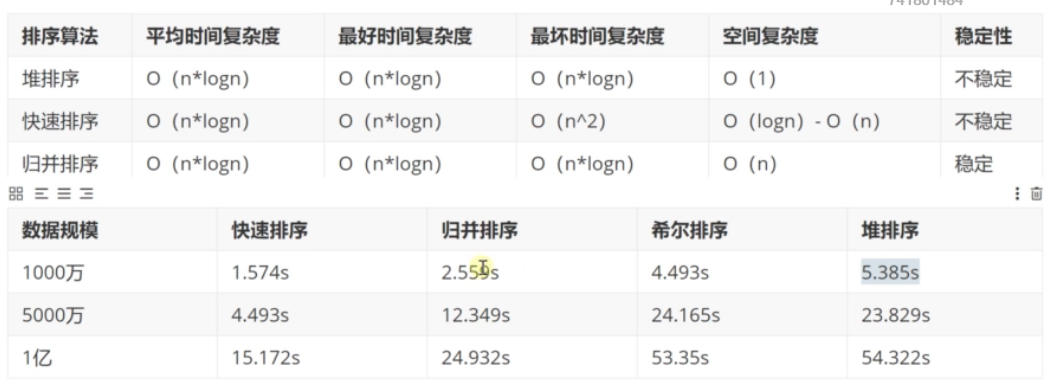 排序算法 平均时间复杂度 最好时间复杂度 最坏时间复杂度 空间复杂度 稳定性
堆排序 O（n*logn） O（n*logn） O（n*logn） O（1） 不稳定
快速排序 O（n*logn） O（n*logn） O（n^2） O（logn）- O（n） 不稳定
归并排序 O（n*logn） O（n*logn） O（n*logn） O（n） 稳定
数据规模 快速排序 归并排序 希尔排序 堆排序
1000万 1.574s 2.559s 4.493s 5.385s
5000万 4.493s 12.349s 24.165s 23.829s
1亿 15.172s 24.932s 53.35s 54.322s